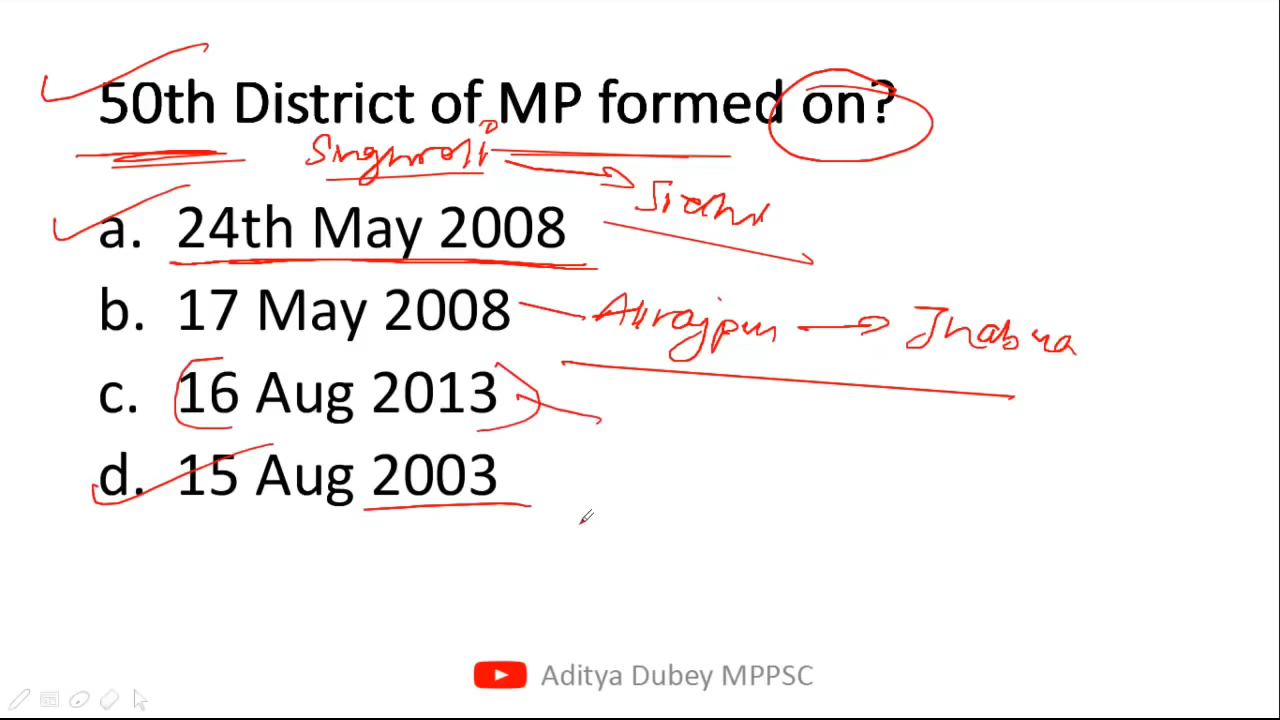 50th District of MP formed on?
Singrauli
Sidhi
a. 24th May 2008
b. 17 May 2008
Alirajpur Jhabua
c. 16 Aug 2013
d. 15 Aug 2003
Aditya Dubey MPPSC